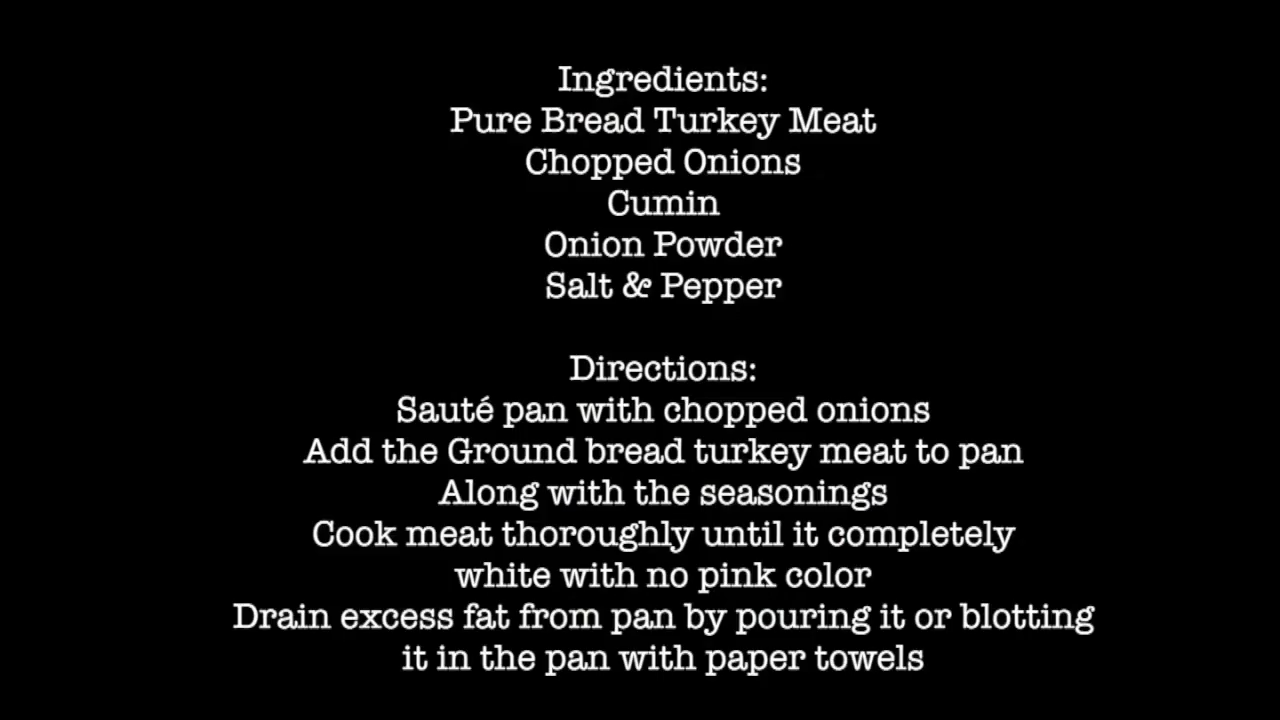 Ingredients:
Pure Bread Turkey Meat
Chopped Onions
Cumin
Onion Powder
Salt & Pepper
Directions:
Sauté pan with chopped onions
Add the Ground bread turkey meat to pan
Along with the seasonings
Cook meat thoroughly until it completely
white with no pink color
Drain excess fat from pan by pouring it or blotting
it in the pan with paper towels